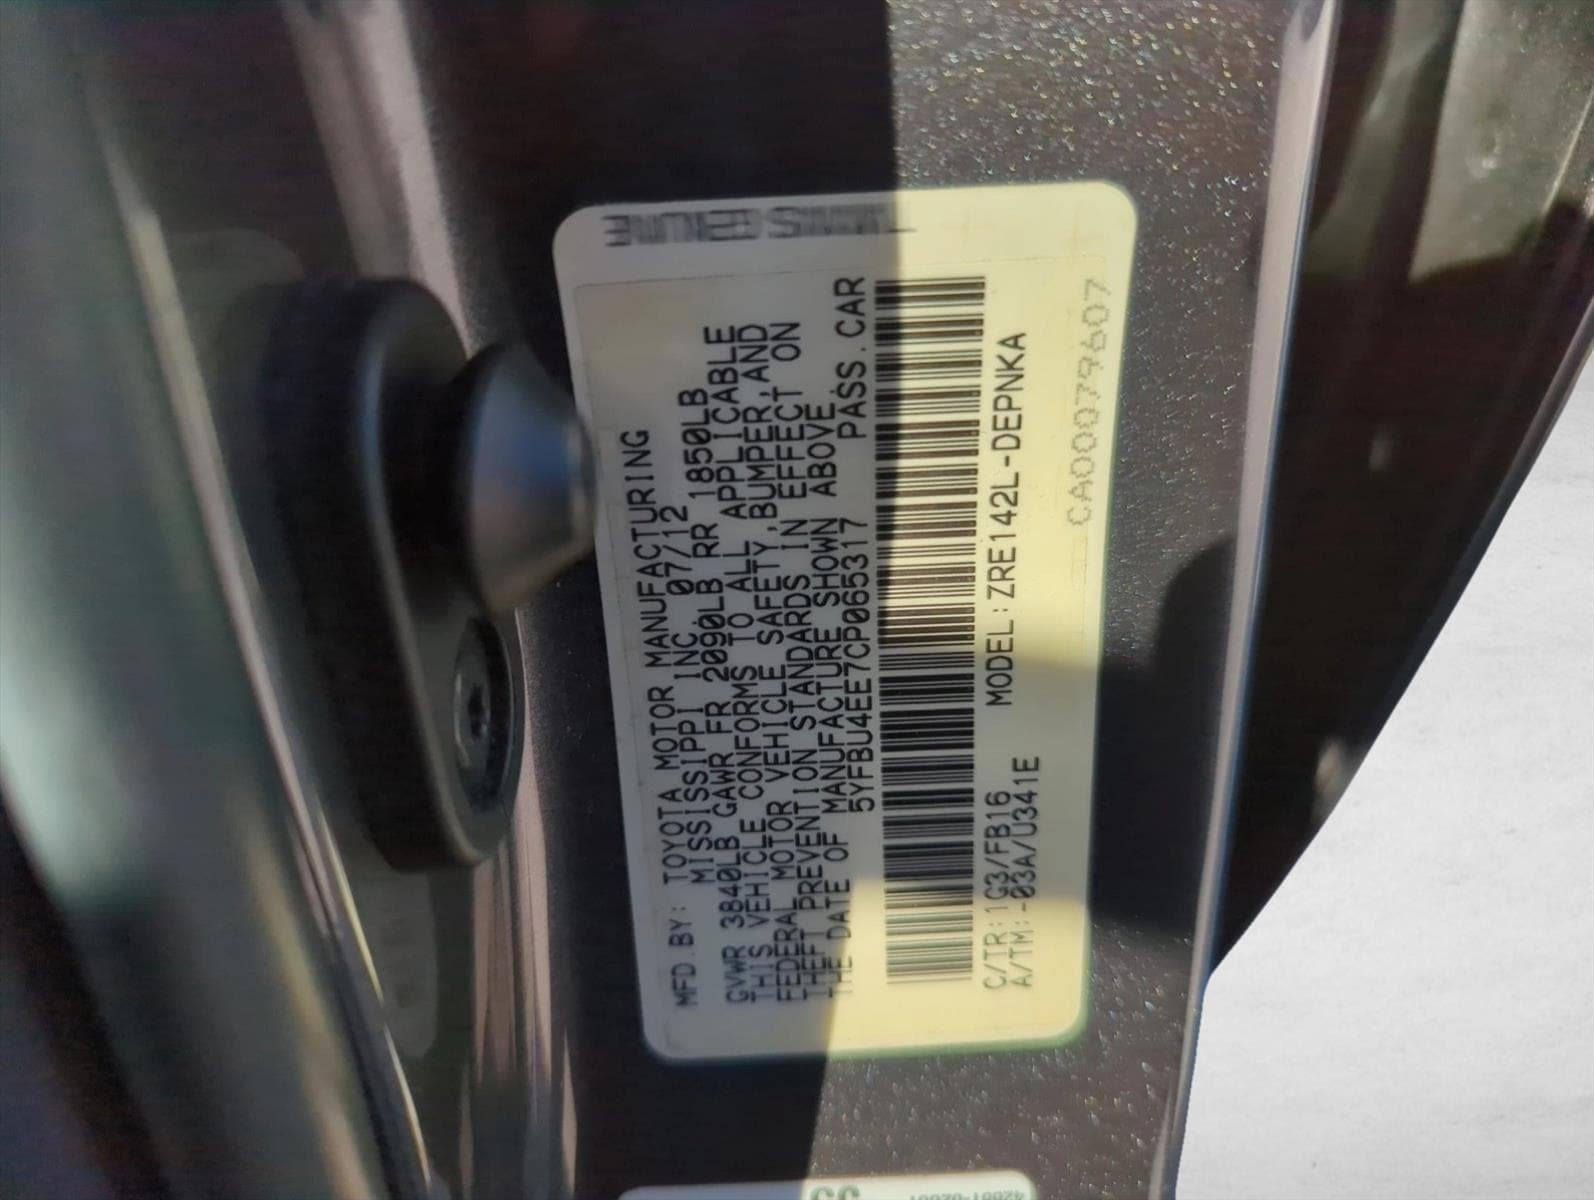 MFD.BY: TOYOTA MOTOR MANUFACTURING
MISSISSIPPI INC. 07/12
GVWR 3840LB GAWR FR 2090LB RR 1850LB
THIS VEHICLE CONFORMS TO ALL APPLICABLE
FEDERAL MOTOR VEHICLE SAFETY,BUMPER,AND
THEFT PREVENTION STANDARDS IN EFFECT ON
THE DATE OF MANUFACTURE SHOWN ABOVE.
5YFBU4EE7CP065317 PASS.CAR
C/TR:1G3/FB16 MODEL:ZRE142L-DEPNKA
A/TM:-03A/U341E
CA00079607